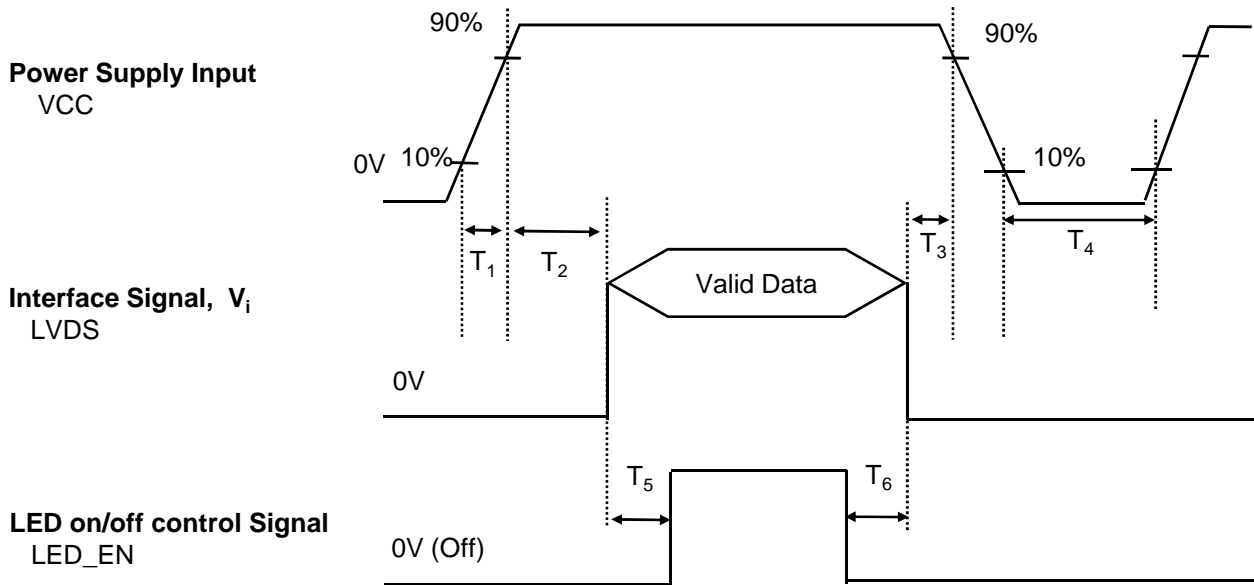 90%
90%
Power Supply Input
VCC
0V 10%
10%
T1
T2
T3
T4
Interface Signal, Vi
LVDS
Valid Data
0V
T5
T6
LED on/off control Signal
LED_EN
0V (Off)